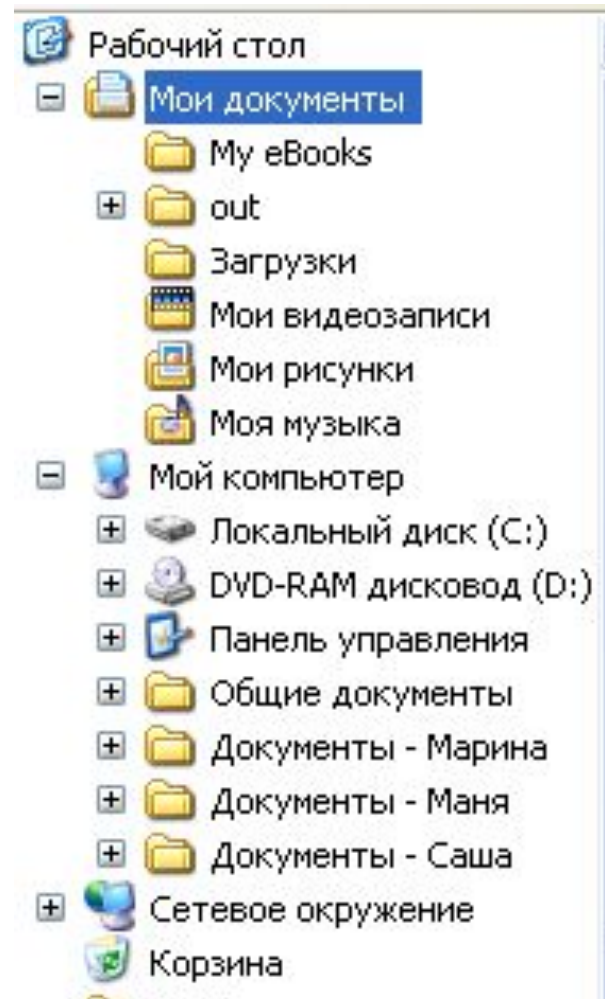 Рабочий стол
Мои документы
My eBooks
out
Загрузки
Мои видеозаписи
Мои рисунки
Моя музыка
Мой компьютер
Локальный диск (C:)
DVD-RAM дисковод (D:)
Панель управления
Общие документы
Документы - Марина
Документы - Маня
Документы - Саша
Сетевое окружение
Корзина